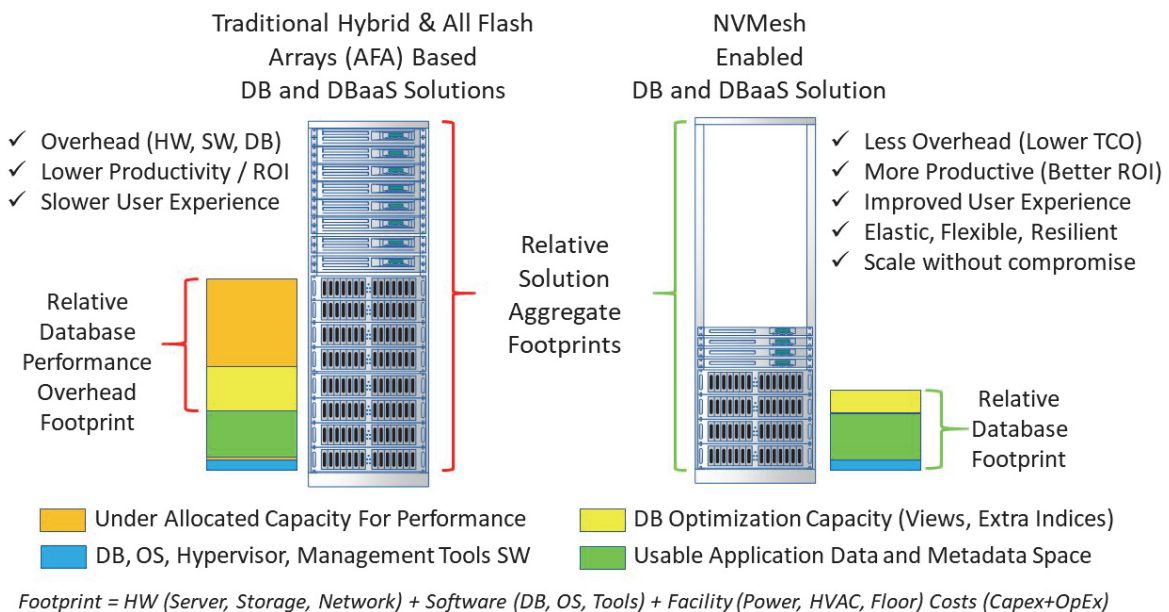 Traditional Hybrid & All Flash
Arrays (AFA) Based
DB and DBaaS Solutions
NVMesh
Enabled
DB and DBaaS Solution
✓ Overhead (HW, SW, DB)
✓ Lower Productivity / ROI
✓ Slower User Experience
✓ Less Overhead (Lower TCO)
✓ More Productive (Better ROI)
✓ Improved User Experience
✓ Elastic, Flexible, Resilient
✓ Scale without compromise
Relative
Solution
Aggregate
Footprints
Relative
Database
Performance
Overhead
Footprint
Relative
Database
Footprint
Under Allocated Capacity For Performance
DB Optimization Capacity (Views, Extra Indices)
DB, OS, Hypervisor, Management Tools SW
Usable Application Data and Metadata Space
Footprint = HW (Server, Storage, Network) + Software (DB, OS, Tools) + Facility (Power, HVAC, Floor) Costs (Capex+OpEx)